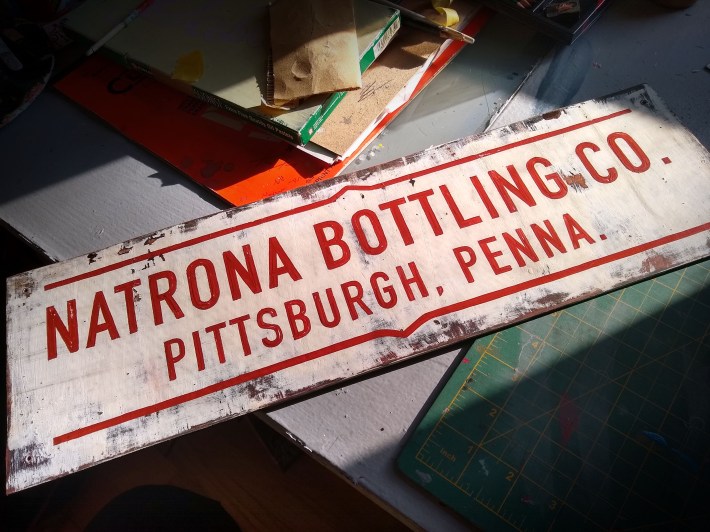 NATRONA BOTTLING CO.
PITTSBURGH, PENNA.